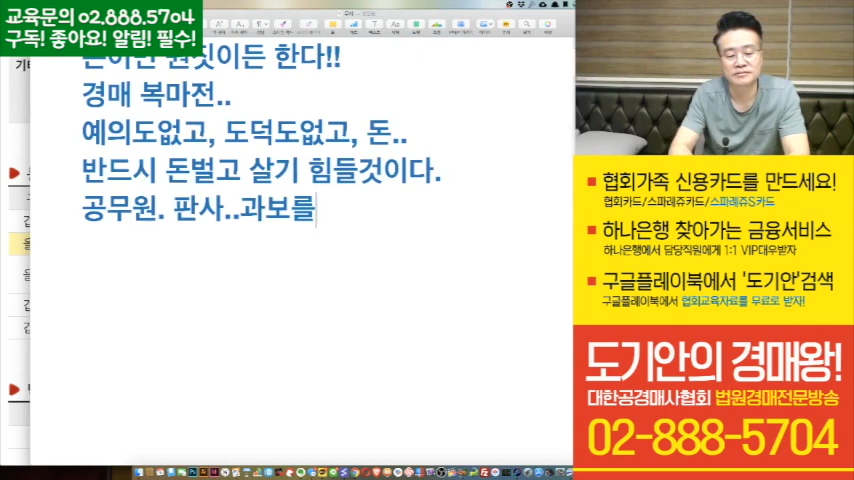 교육문의 02.888.5704
구독! 좋아요! 알림! 필수!
한다!!
경매 복마전..
예의도없고, 도덕도없고, 돈..
반드시 돈벌고 살기 힘들것이다.
공무원. 판사..과보를
협회가족 신용카드를 만드세요!
협회카드/스파레쥬카드/스파레쥬S카드
하나은행 찾아가는 금융서비스
하나은행에서 담당직원에게 1:1 VIP대우받자
구글플레이북에서 '도기안'검색
구글플레이북에서 협회교육자료를 무료로 받자!
도기안의 경매왕!
대한공경매사협회 법원경매전문방송
02-888-5704